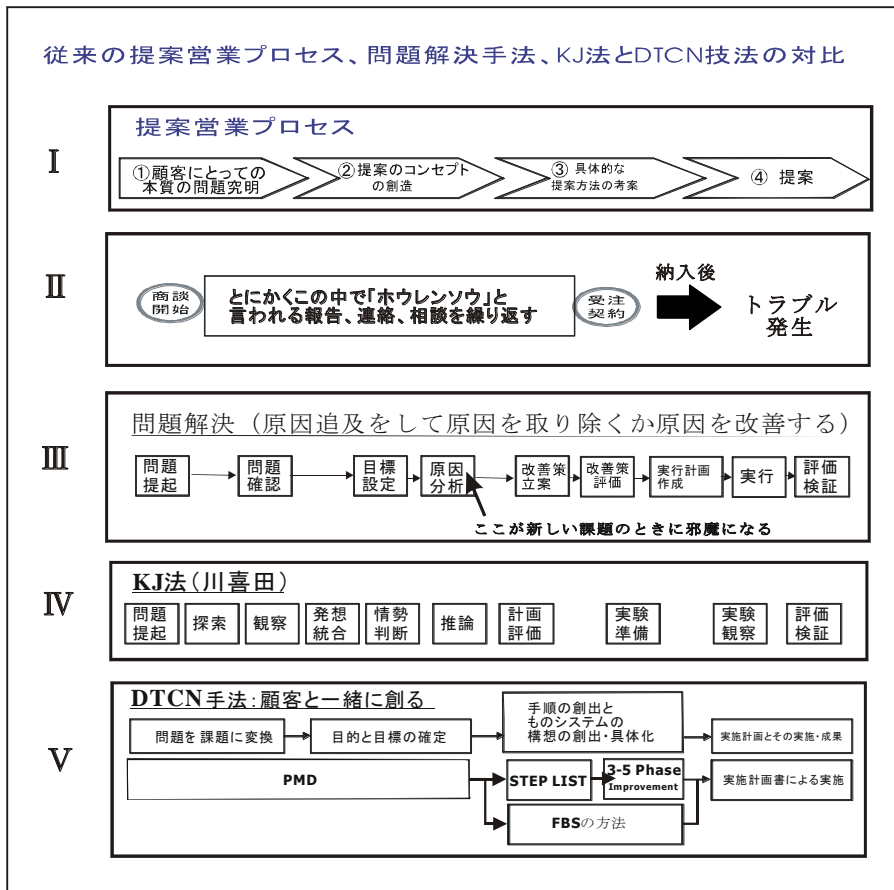 従来の提案営業プロセス、問題解決手法、KJ法とDTCN技法の対比
Ⅰ
提案営業プロセス
①顧客にとっての
本質の問題究明
②提案のコンセプト
の創造
③ 具体的な
提案方法の考案
④ 提案
Ⅱ
商談
開始
とにかくこの中で「ホウレンソウ」と
言われる報告、連絡、相談を繰り返す
受注
契約
納入後
トラブル
発生
Ⅲ
問題解決（原因追及をして原因を取り除くか原因を改善する）
問題
提起
問題
確認
目標
設定
原因
分析
改善策
立案
改善策
評価
実行計画
作成
実行
評価
検証
ここが新しい課題のときに邪魔になる
Ⅳ
KJ法(川喜田)
問題
提起
探索
観察
発想
統合
情勢
判断
推論
計画
評価
実験
準備
実験
観察
評価
検証
Ⅴ
DTCN手法:顧客と一緒に創る
問題を課題に変換
目的と目標の確定
手順の創出と
ものシステムの
構想の創出・具体化
実施計画とその実施・成果
PMD
STEP LIST
3-5 Phase
Improvement
実施計画書による実施
FBSの方法